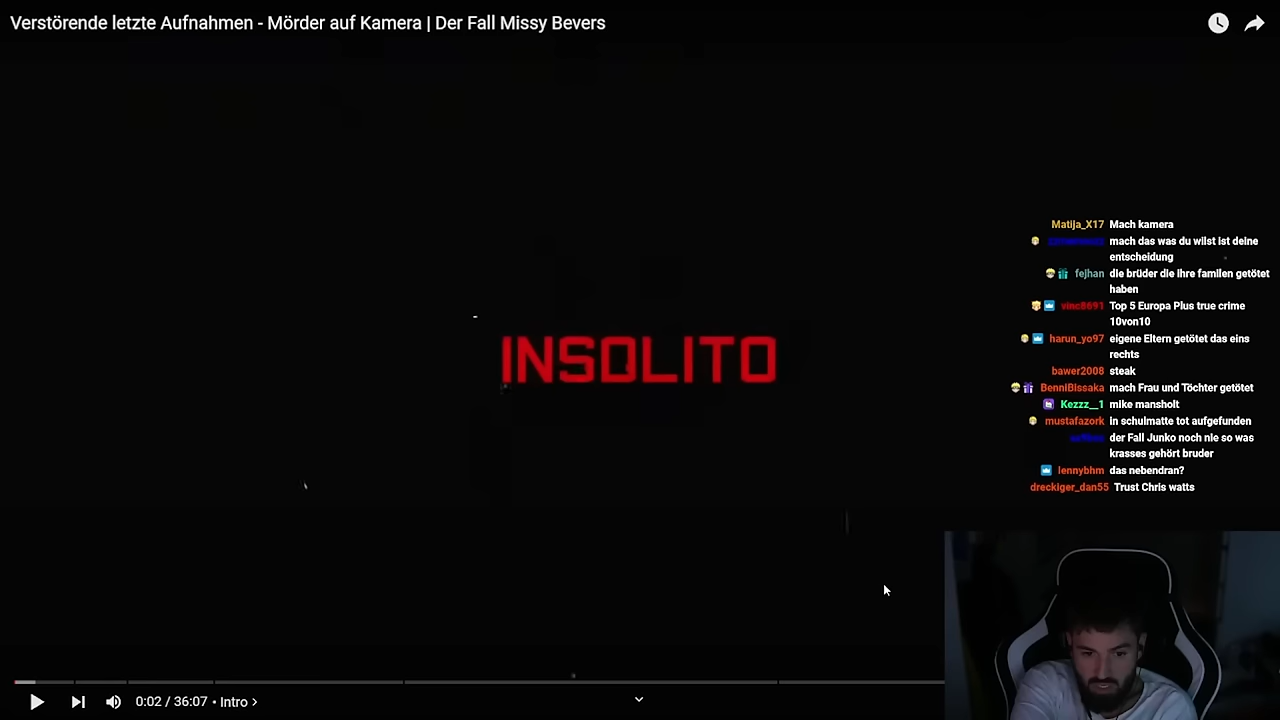 Verstörende letzte Aufnahmen - Mörder auf Kamera | Der Fall Missy Bevers
INSOLITO
Matija_X17 Mach kamera
mach das was du wilst ist deine
entscheidung
fejhan die brüder die ihre familen getötet
haben
vinc8691 Top 5 Europa Plus true crime
10von10
harun_yo97 eigene Eltern getötet das eins
rechts
bawer2008 steak
BenniBissaka mach Frau und Töchter getötet
Kezzz__1 mike mansholt
mustafazork in schulmatte tot aufgefunden
der Fall Junko noch nie so was
krasses gehört bruder
lennybhm das nebendran?
dreckiger_dan55 Trust Chris watts
0:02 / 36:07 • Intro